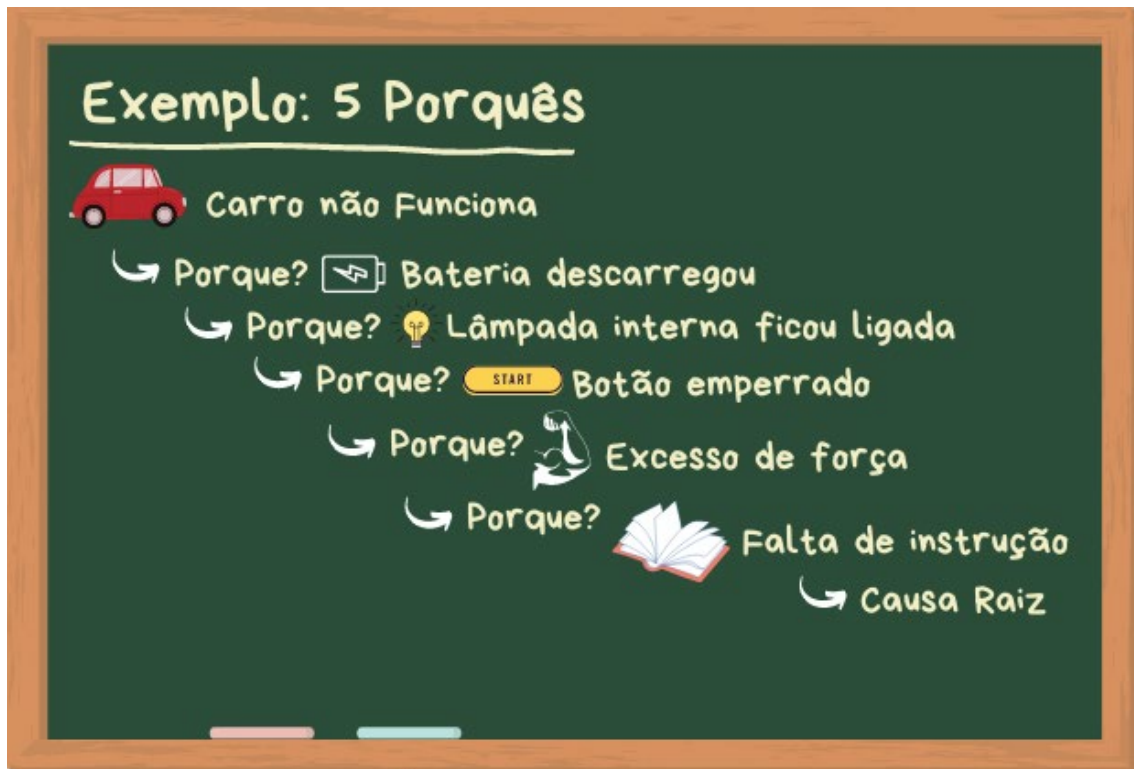 Exemplo: 5 Porquês
Carro não Funciona
Porque? Bateria descarregou
Porque? Lâmpada interna ficou ligada
Porque? START Botão emperrado
Porque? Excesso de força
Porque? Falta de instrução
Causa Raiz